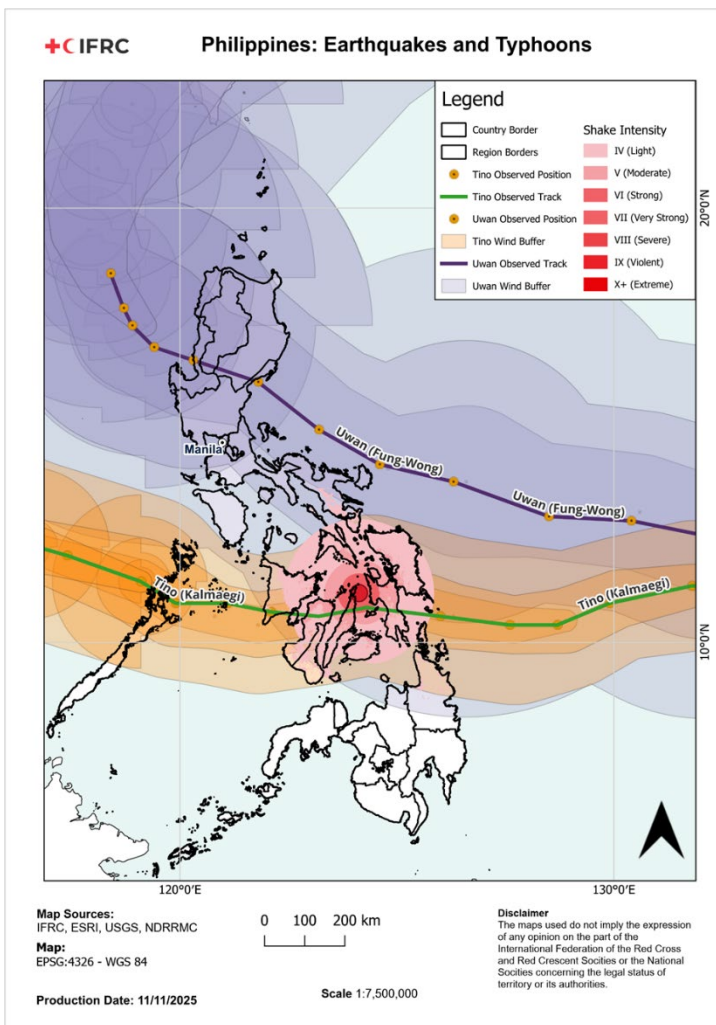 IFRC
Philippines: Earthquakes and Typhoons
Legend
Country Border
Region Borders
Tino Observed Position
Tino Observed Track
Uwan Observed Position
Tino Wind Buffer
Uwan Observed Track
Uwan Wind Buffer
Shake Intensity
IV (Light)
V (Moderate)
VI (Strong)
VII (Very Strong)
VIII (Severe)
IX (Violent)
X+ (Extreme)
20°0'N
Manila
Uwan (Fung-Wong)
Uwan (Fung-Wong)
Tino (Kalmaegi)
Tino (Kalmaegi)
10°0'N
120°0'E
130°0'E
Map Sources:
IFRC, ESRI, USGS, NDRRMC
Map:
EPSG:4326 - WGS 84
Production Date: 11/11/2025
0 100 200 km
Scale 1:7,500,000
Disclaimer
The maps used do not imply the expression
of any opinion on the part of the
International Federation of the Red Cross
and Red Crescent Socities or the National
Socities concerning the legal status of
territory or its authorities.